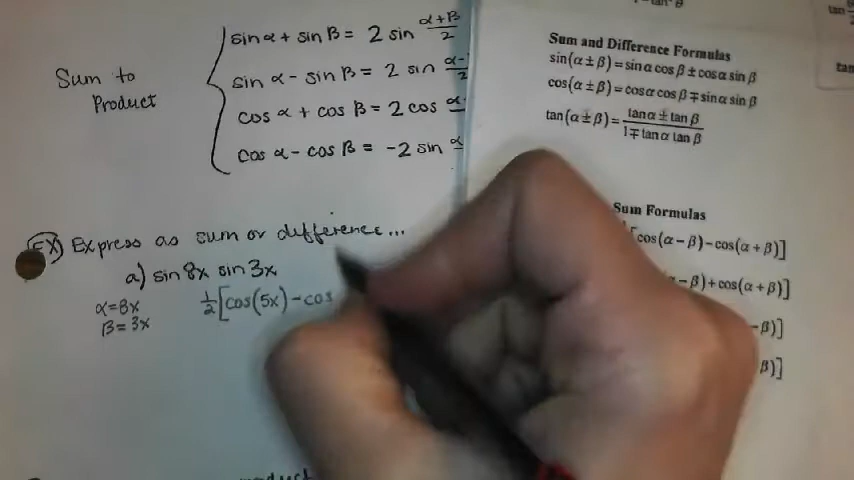 Sum to
Product
sin α + sin β = 2 sin α+β/2
sin α - sin β = 2 sin α-/2
cos α + cos β = 2 cos α
cos α - cos β = -2 sin α
EX) Express as sum or difference...
a) sin 8x sin 3x
α = 8x
β = 3x
1/2[cos(5x) - cos
Sum and Difference Formulas
sin(α ± β) = sin α cos β ± cos α sin β
cos(α ± β) = cos α cos β ∓ sin α sin β
tan(α ± β) = tan α ± tan β / 1 ∓ tan α tan β
Sum Formulas
[cos(α − β) − cos(α + β)]
− β) + cos(α + β)]
− β)]
β)]
tan
tan